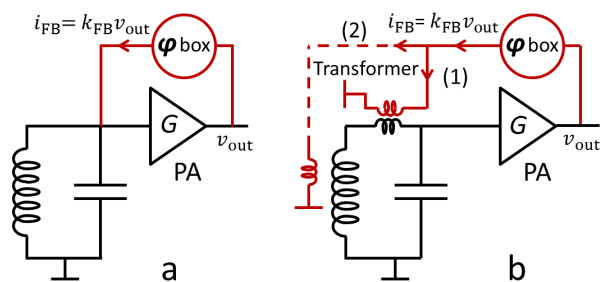 i_FB = k_FB v_out
φ box
G
PA
v_out
a
i_FB = k_FB v_out
(2)
φ box
Transformer
(1)
G
PA
v_out
b